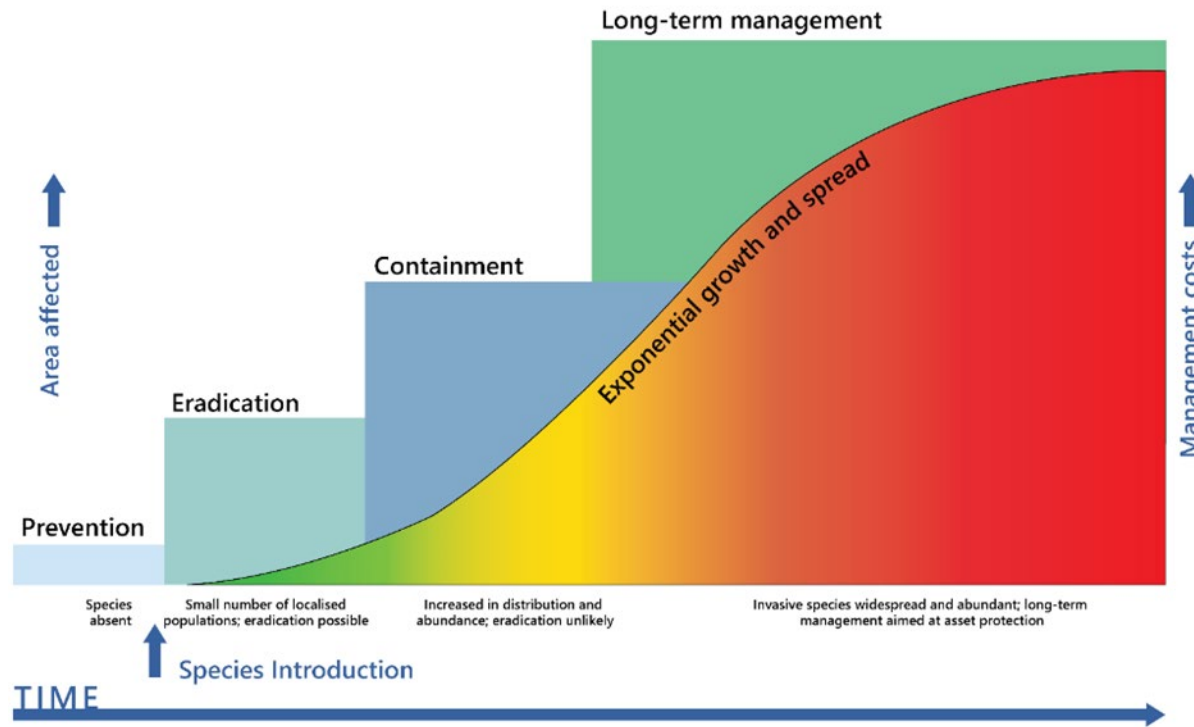 Long-term management
Exponential growth and spread
Area affected
Management costs
Containment
Eradication
Prevention
Species
absent
Small number of localised
populations; eradication possible
Increased in distribution and
abundance; eradication unlikely
Invasive species widespread and abundant; long-term
management aimed at asset protection
Species Introduction
TIME